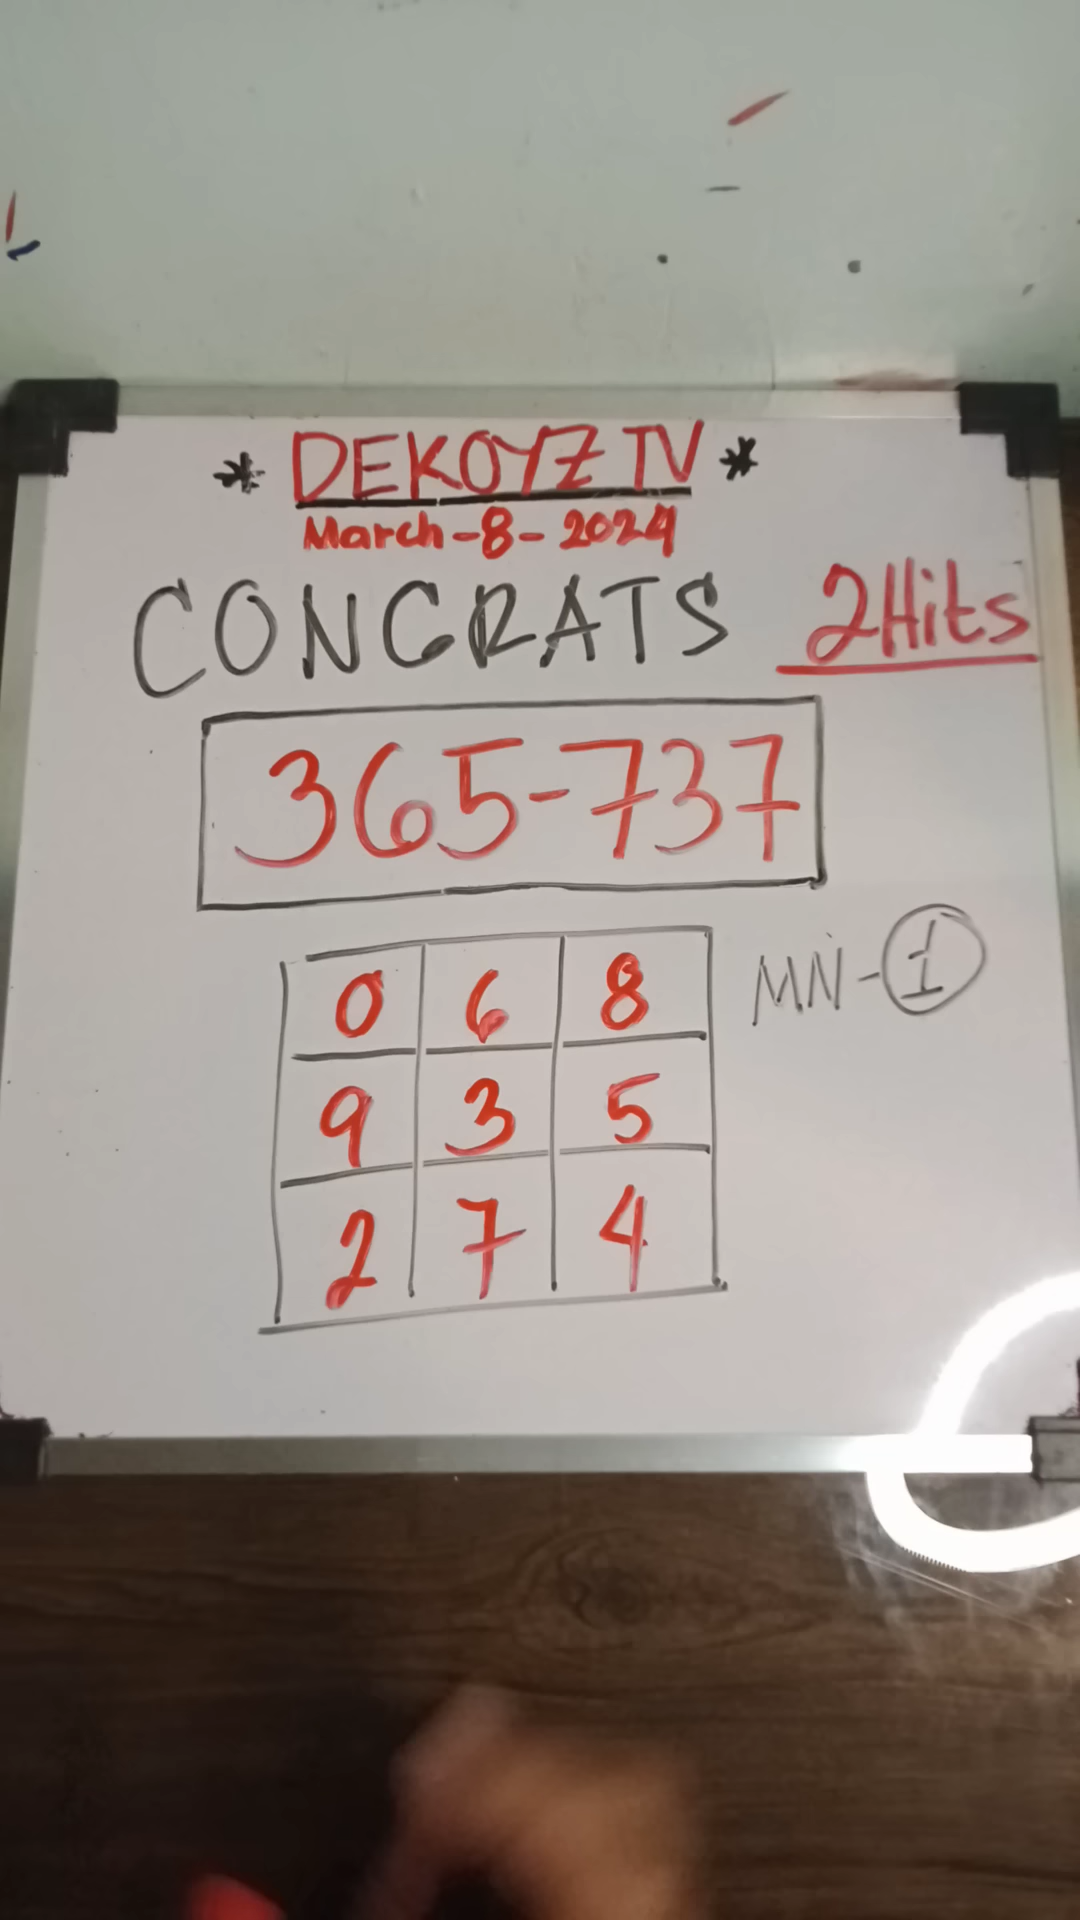 * DEKOYZ TV *
March-8-2024
CONGRATS 2Hits
365-737
0 6 8
MN-1
9 3 5
2 7 4